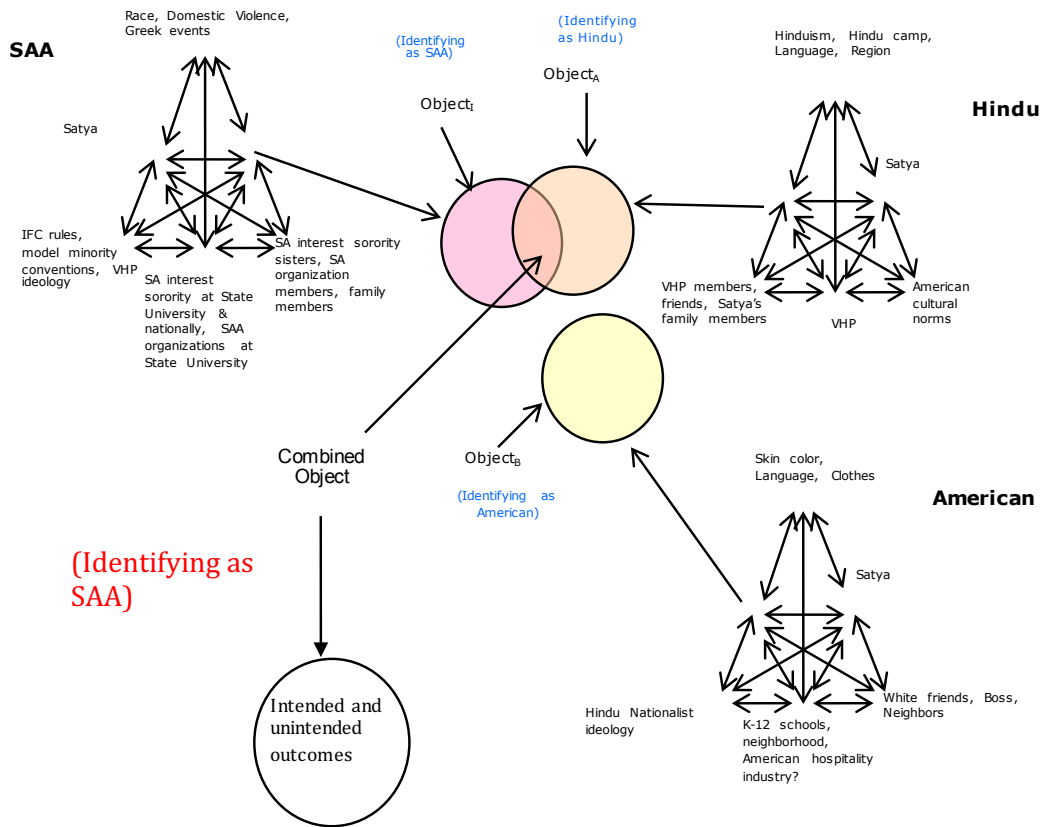 Race, Domestic Violence,
Greek events
SAA
(Identifying
as SAA)
(Identifying
as Hindu)
Hinduism, Hindu camp,
Language, Region
Object_A
Object_I
Hindu
Satya
Satya
IFC rules,
model minority
conventions, VHP
ideology
SA interest
sorority at State
University &
nationally, SAA
organizations at
State University
SA interest sorority
sisters, SA
organization
members, family
members
VHP members,
friends, Satya's
family members
VHP
American
cultural
norms
Combined
Object
Object_B
(Identifying as
American)
Skin color,
Language, Clothes
American
(Identifying as
SAA)
Satya
Hindu Nationalist
ideology
K-12 schools,
neighborhood,
American hospitality
industry?
White friends, Boss,
Neighbors
Intended and
unintended
outcomes